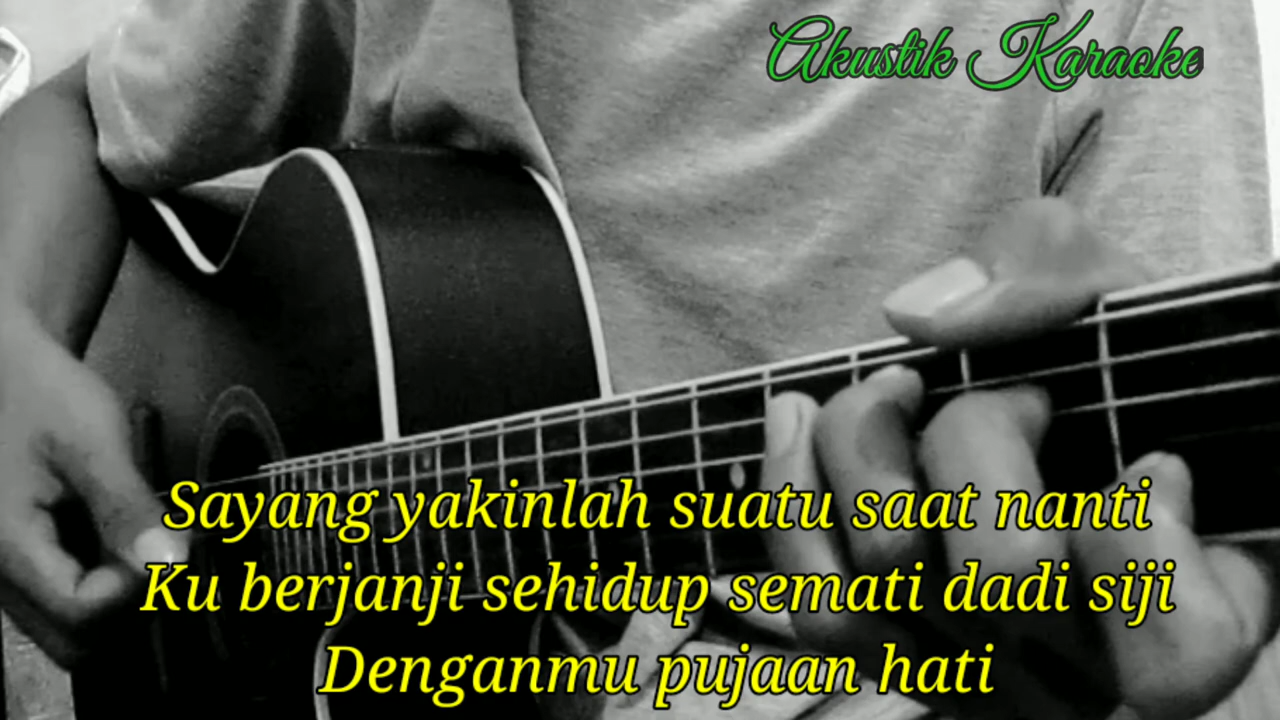 Akustik Karaoke
Sayang yakinlah suatu saat nanti
Ku berjanji sehidup semati dadi siji
Denganmu pujaan hati